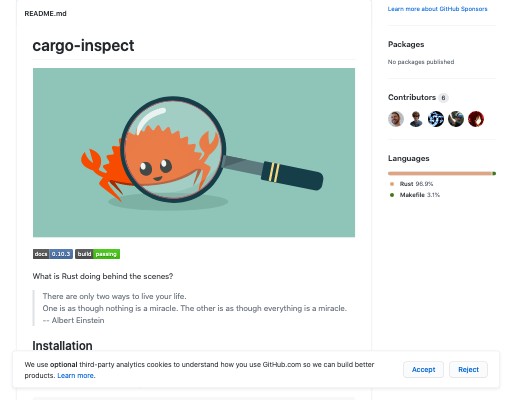 README.md
cargo-inspect
docs 0.10.3 build passing
What is Rust doing behind the scenes?
There are only two ways to live your life.
One is as though nothing is a miracle. The other is as though everything is a miracle.
-- Albert Einstein
Installation
Learn more about GitHub Sponsors
Packages
No packages published
Contributors 6
Languages
Rust 96.9%
Makefile 3.1%
We use optional third-party analytics cookies to understand how you use GitHub.com so we can build better
products. Learn more.
Accept
Reject